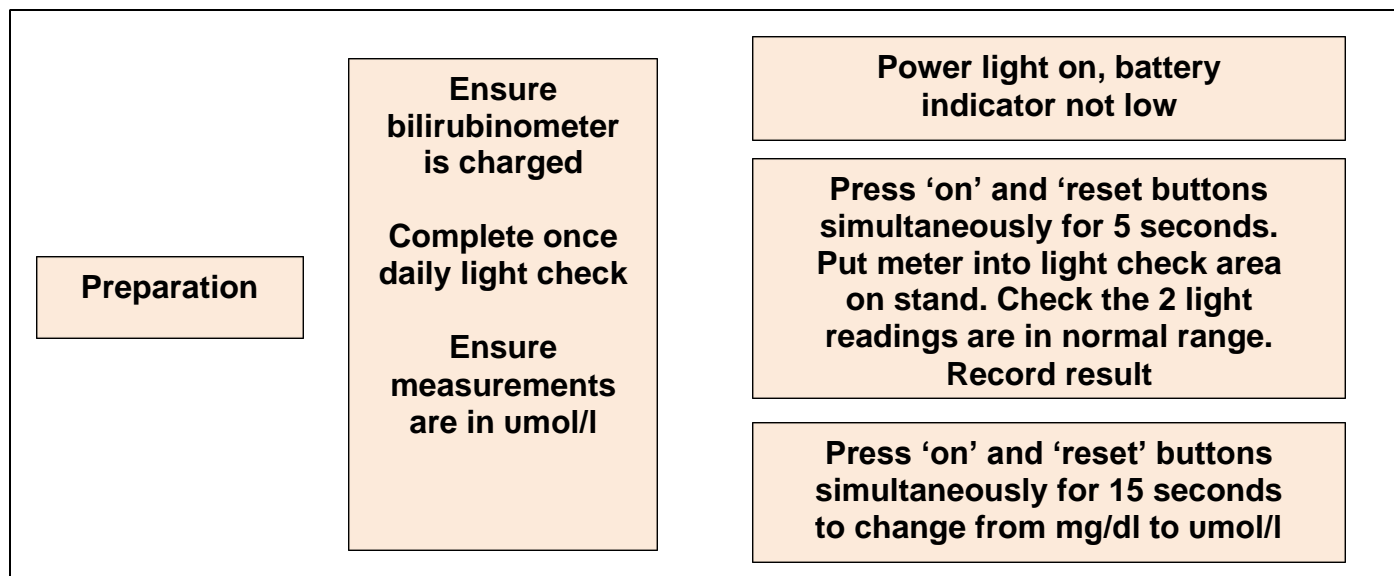 Preparation
Ensure
bilirubinometer
is charged
Complete once
daily light check
Ensure
measurements
are in umol/l
Power light on, battery
indicator not low
Press ‘on’ and ‘reset buttons
simultaneously for 5 seconds.
Put meter into light check area
on stand. Check the 2 light
readings are in normal range.
Record result
Press ‘on’ and ‘reset’ buttons
simultaneously for 15 seconds
to change from mg/dl to umol/l